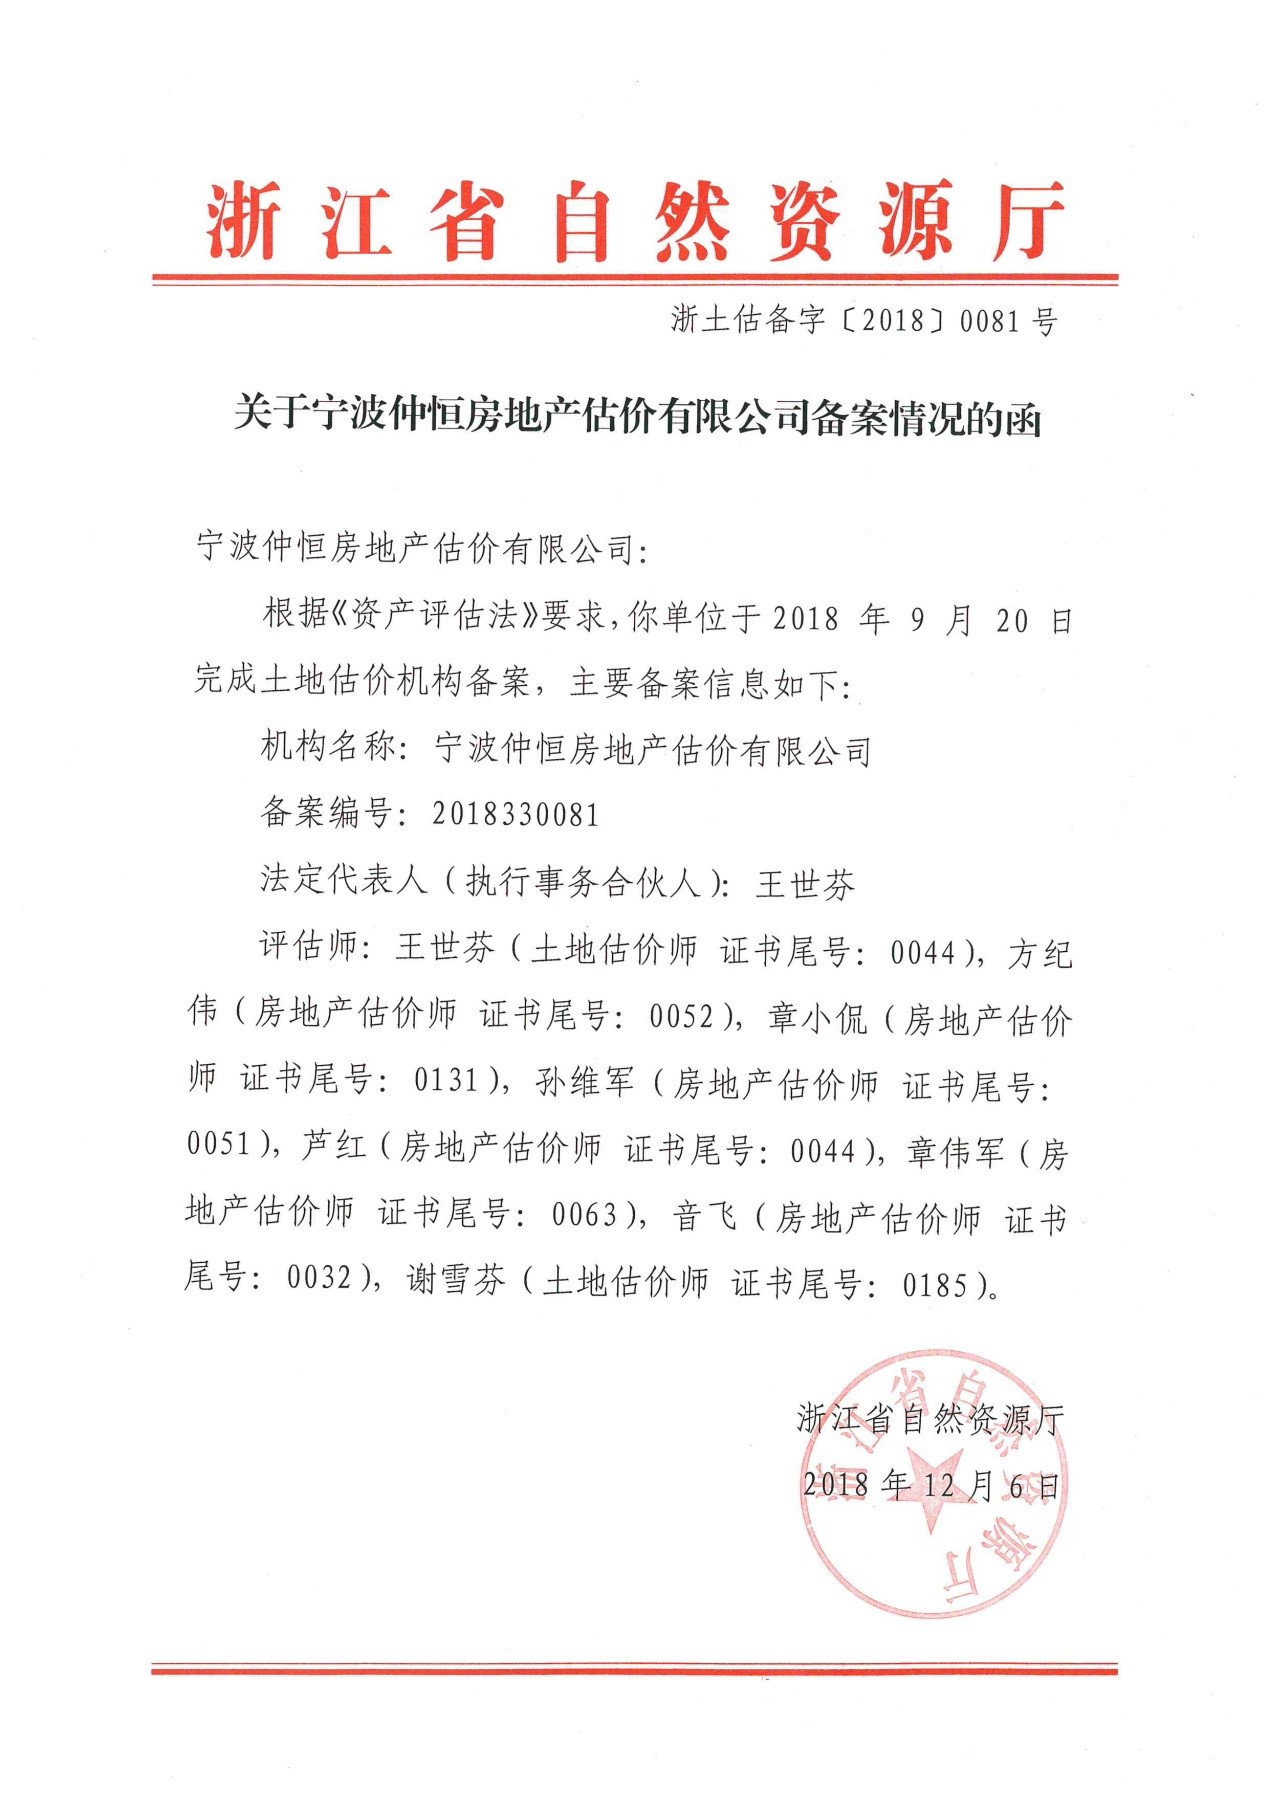 浙江省自然资源厅
浙土估备字〔2018〕0081号
关于宁波仲恒房地产估价有限公司备案情况的函
宁波仲恒房地产估价有限公司：
根据《资产评估法》要求，你单位于2018 年 9 月 20 日
完成土地估价机构备案，主要备案信息如下：
机构名称：宁波仲恒房地产估价有限公司
备案编号：2018330081
法定代表人（执行事务合伙人）：王世芬
评估师：王世芬（土地估价师 证书尾号：0044），方纪
伟（房地产估价师 证书尾号：0052），章小侃（房地产估价
师 证书尾号：0131），孙维军（房地产估价师 证书尾号：
0051），芦红（房地产估价师 证书尾号：0044），章伟军（房
地产估价师 证书尾号：0063），音飞（房地产估价师 证书
尾号：0032），谢雪芬（土地估价师 证书尾号：0185）。
浙江省自然资源厅
2018 年 12 月 6 日
浙江省自然资源厅